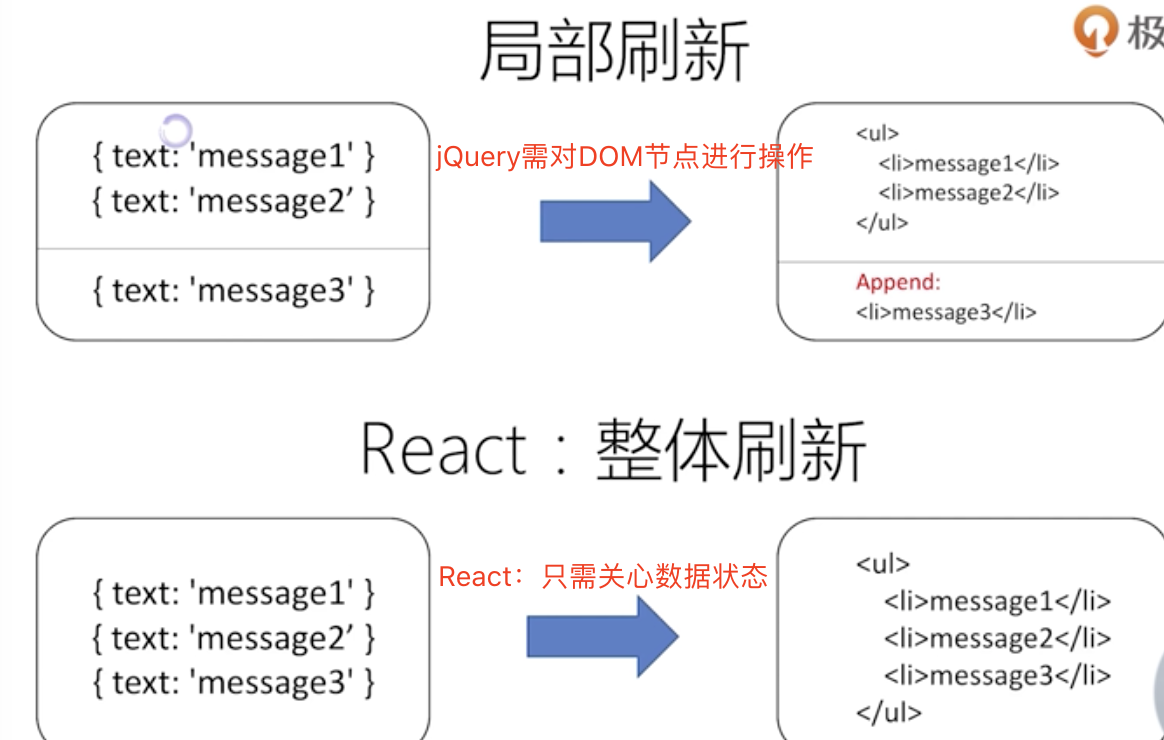 局部刷新
极
{ text: 'message1' }
{ text: 'message2’ }
{ text: 'message3' }
jQuery需对DOM节点进行操作
<ul>
<li>message1</li>
<li>message2</li>
</ul>
Append:
<li>message3</li>
React：整体刷新
{ text: 'message1' }
{ text: 'message2’ }
{ text: 'message3' }
React：只需关心数据状态
<ul>
<li>message1</li>
<li>message2</li>
<li>message3</li>
</ul>